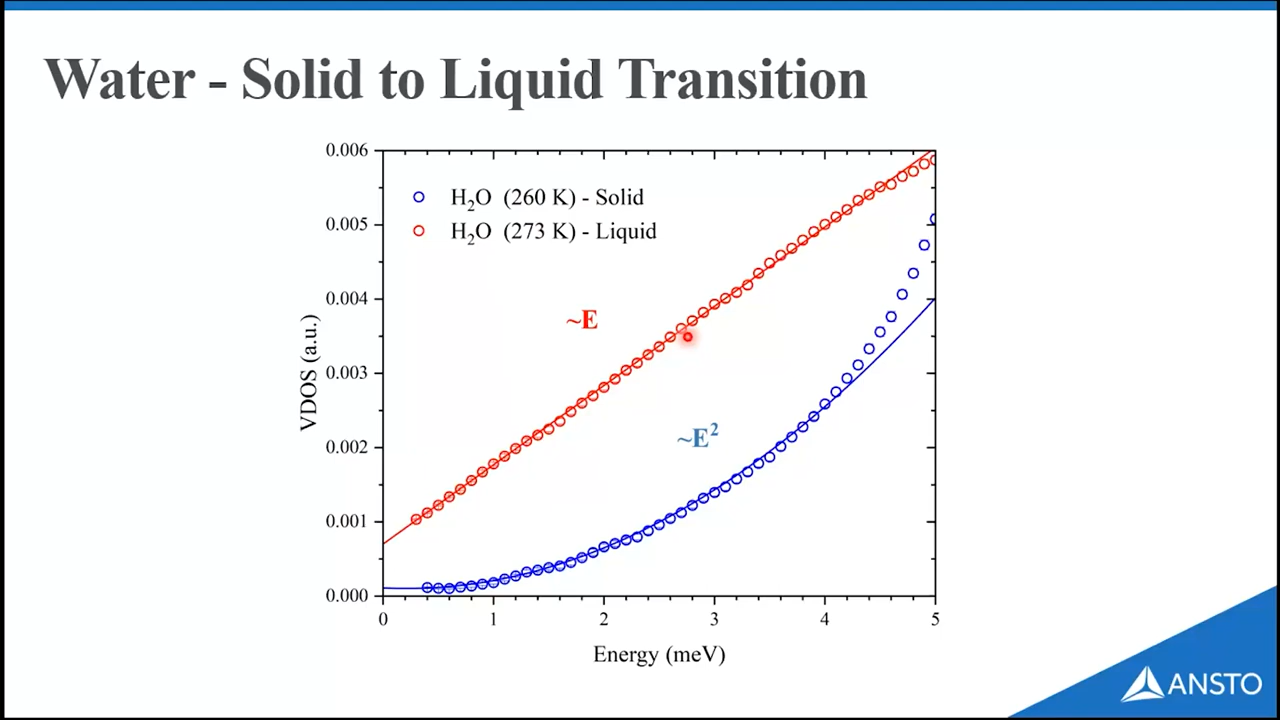 Water - Solid to Liquid Transition
0.006
0.005
0.004
0.003
0.002
0.001
0.000
VDOS (a.u.)
H₂O (260 K) - Solid
H₂O (273 K) - Liquid
~E
~E²
0 1 2 3 4 5
Energy (meV)
ANSTO